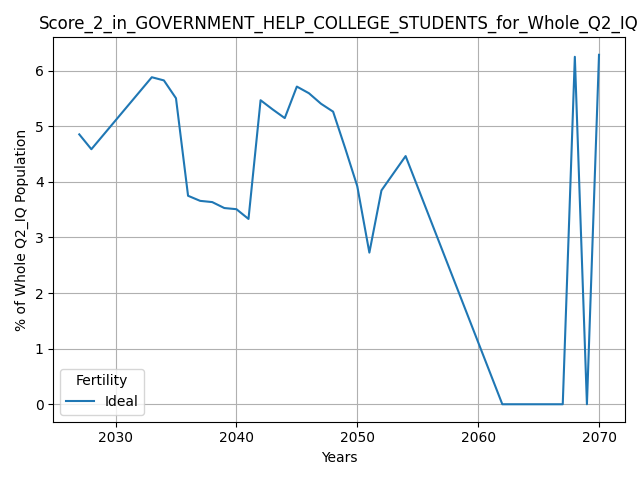 Score_2_in_GOVERNMENT_HELP_COLLEGE_STUDENTS_for_Whole_Q2_IQ
6
5
4
3
2
1
0
% of Whole Q2_IQ Population
Fertility
Ideal
2030 2040 2050 2060 2070
Years